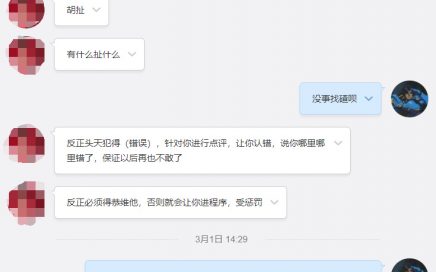 胡扯
有什么扯什么
没事找碴呗
反正头天犯得（错误），针对你进行点评，让你认错，说你哪里哪
里错了，保证以后再也不敢了
反正必须得恭维他，否则就会让你进程序，受惩罚
3月1日 14:29